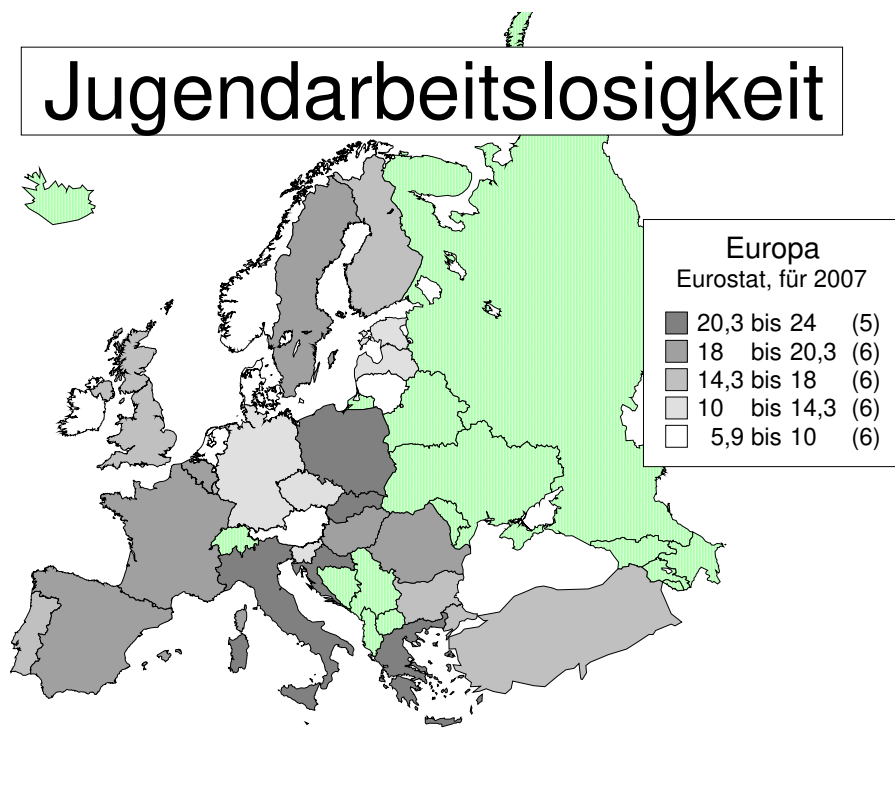 Jugendarbeitslosigkeit
Europa
Eurostat, für 2007
20,3 bis 24 (5)
18 bis 20,3 (6)
14,3 bis 18 (6)
10 bis 14,3 (6)
5,9 bis 10 (6)